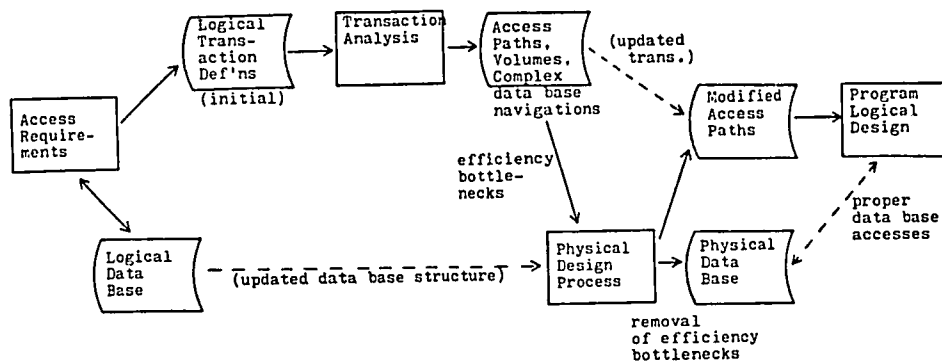 Logical
Trans-
action
Def'ns
(initial)
Transaction
Analysis
Access
Paths,
Volumes,
Complex
data base
navigations
(updated
trans.)
Modified
Access
Paths
Program
Logical
Design
Access
Require-
ments
efficiency
bottle-
necks
proper
data base
accesses
Logical
Data
Base
(updated data base structure)
Physical
Design
Process
Physical
Data
Base
removal
of efficiency
bottlenecks